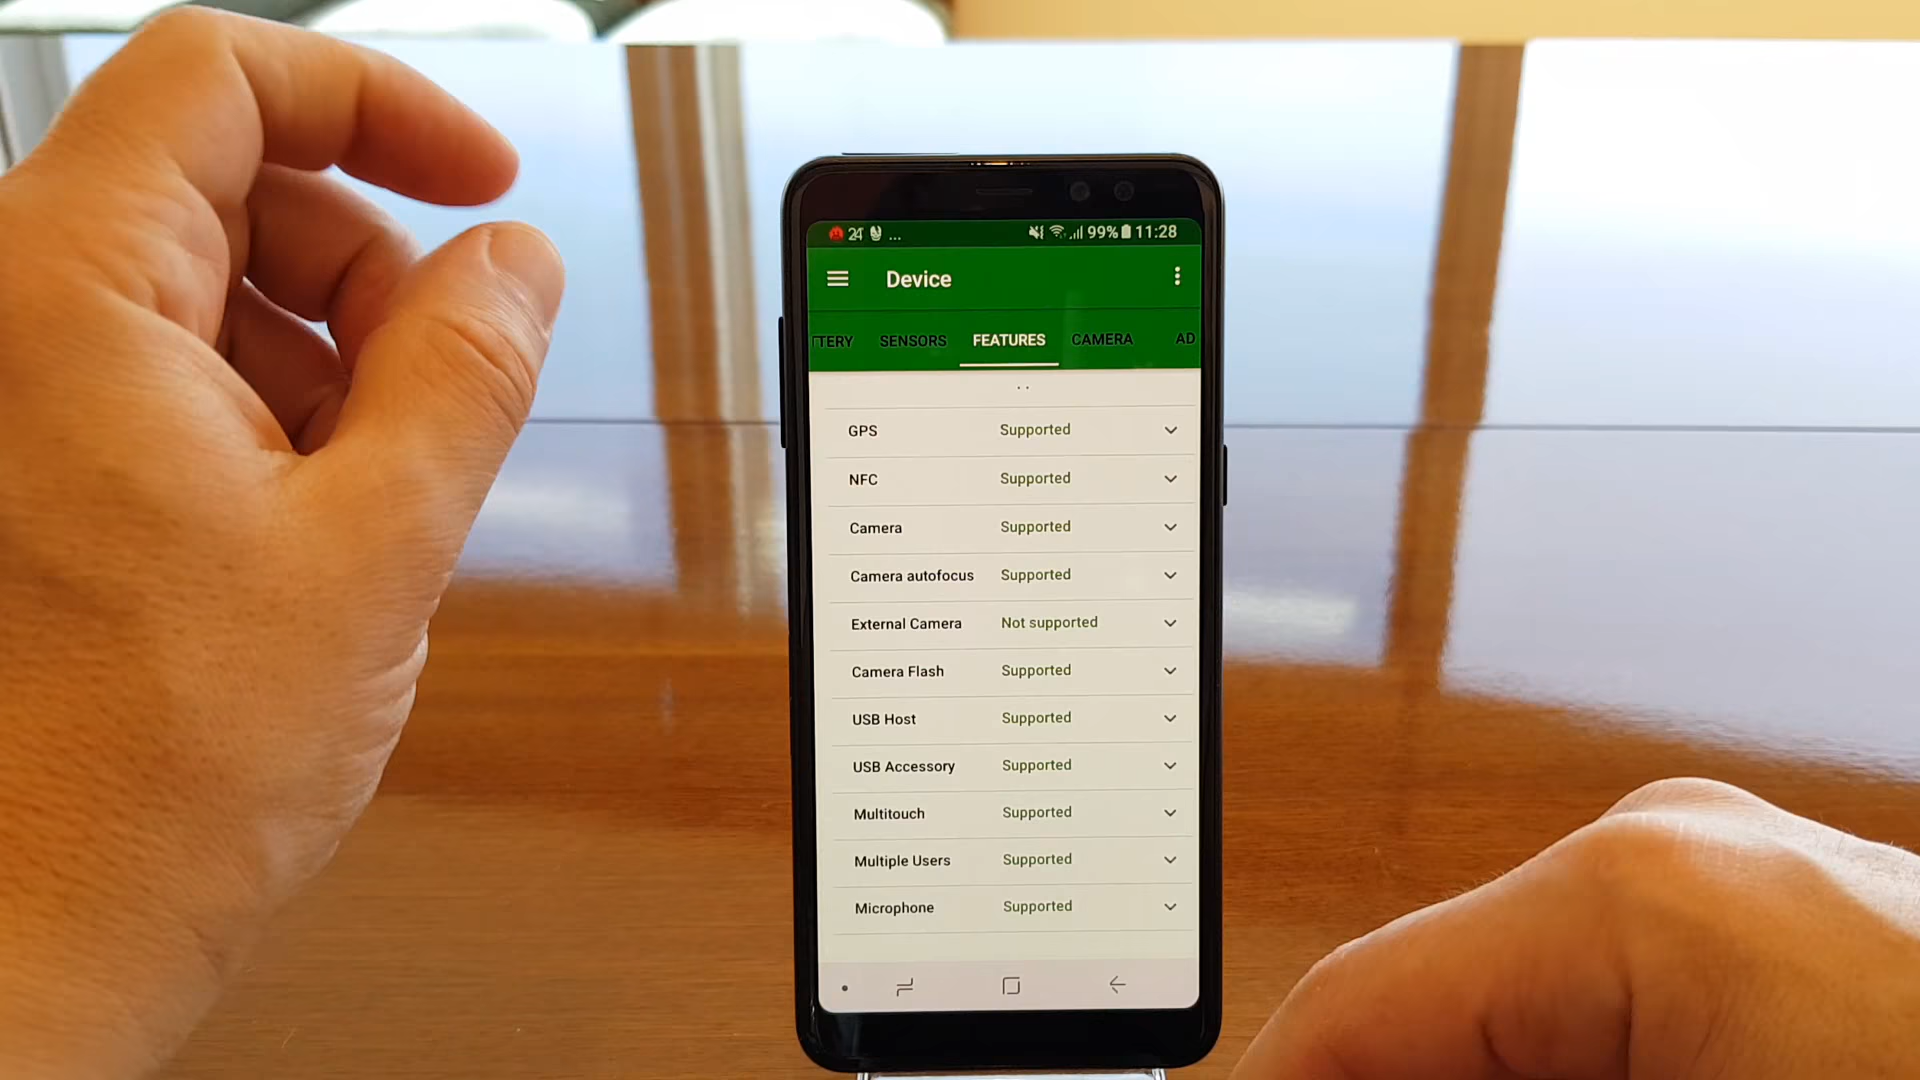 24 ... 99% 11:28
Device
TTERY SENSORS FEATURES CAMERA AD
GPS Supported
NFC Supported
Camera Supported
Camera autofocus Supported
External Camera Not supported
Camera Flash Supported
USB Host Supported
USB Accessory Supported
Multitouch Supported
Multiple Users Supported
Microphone Supported